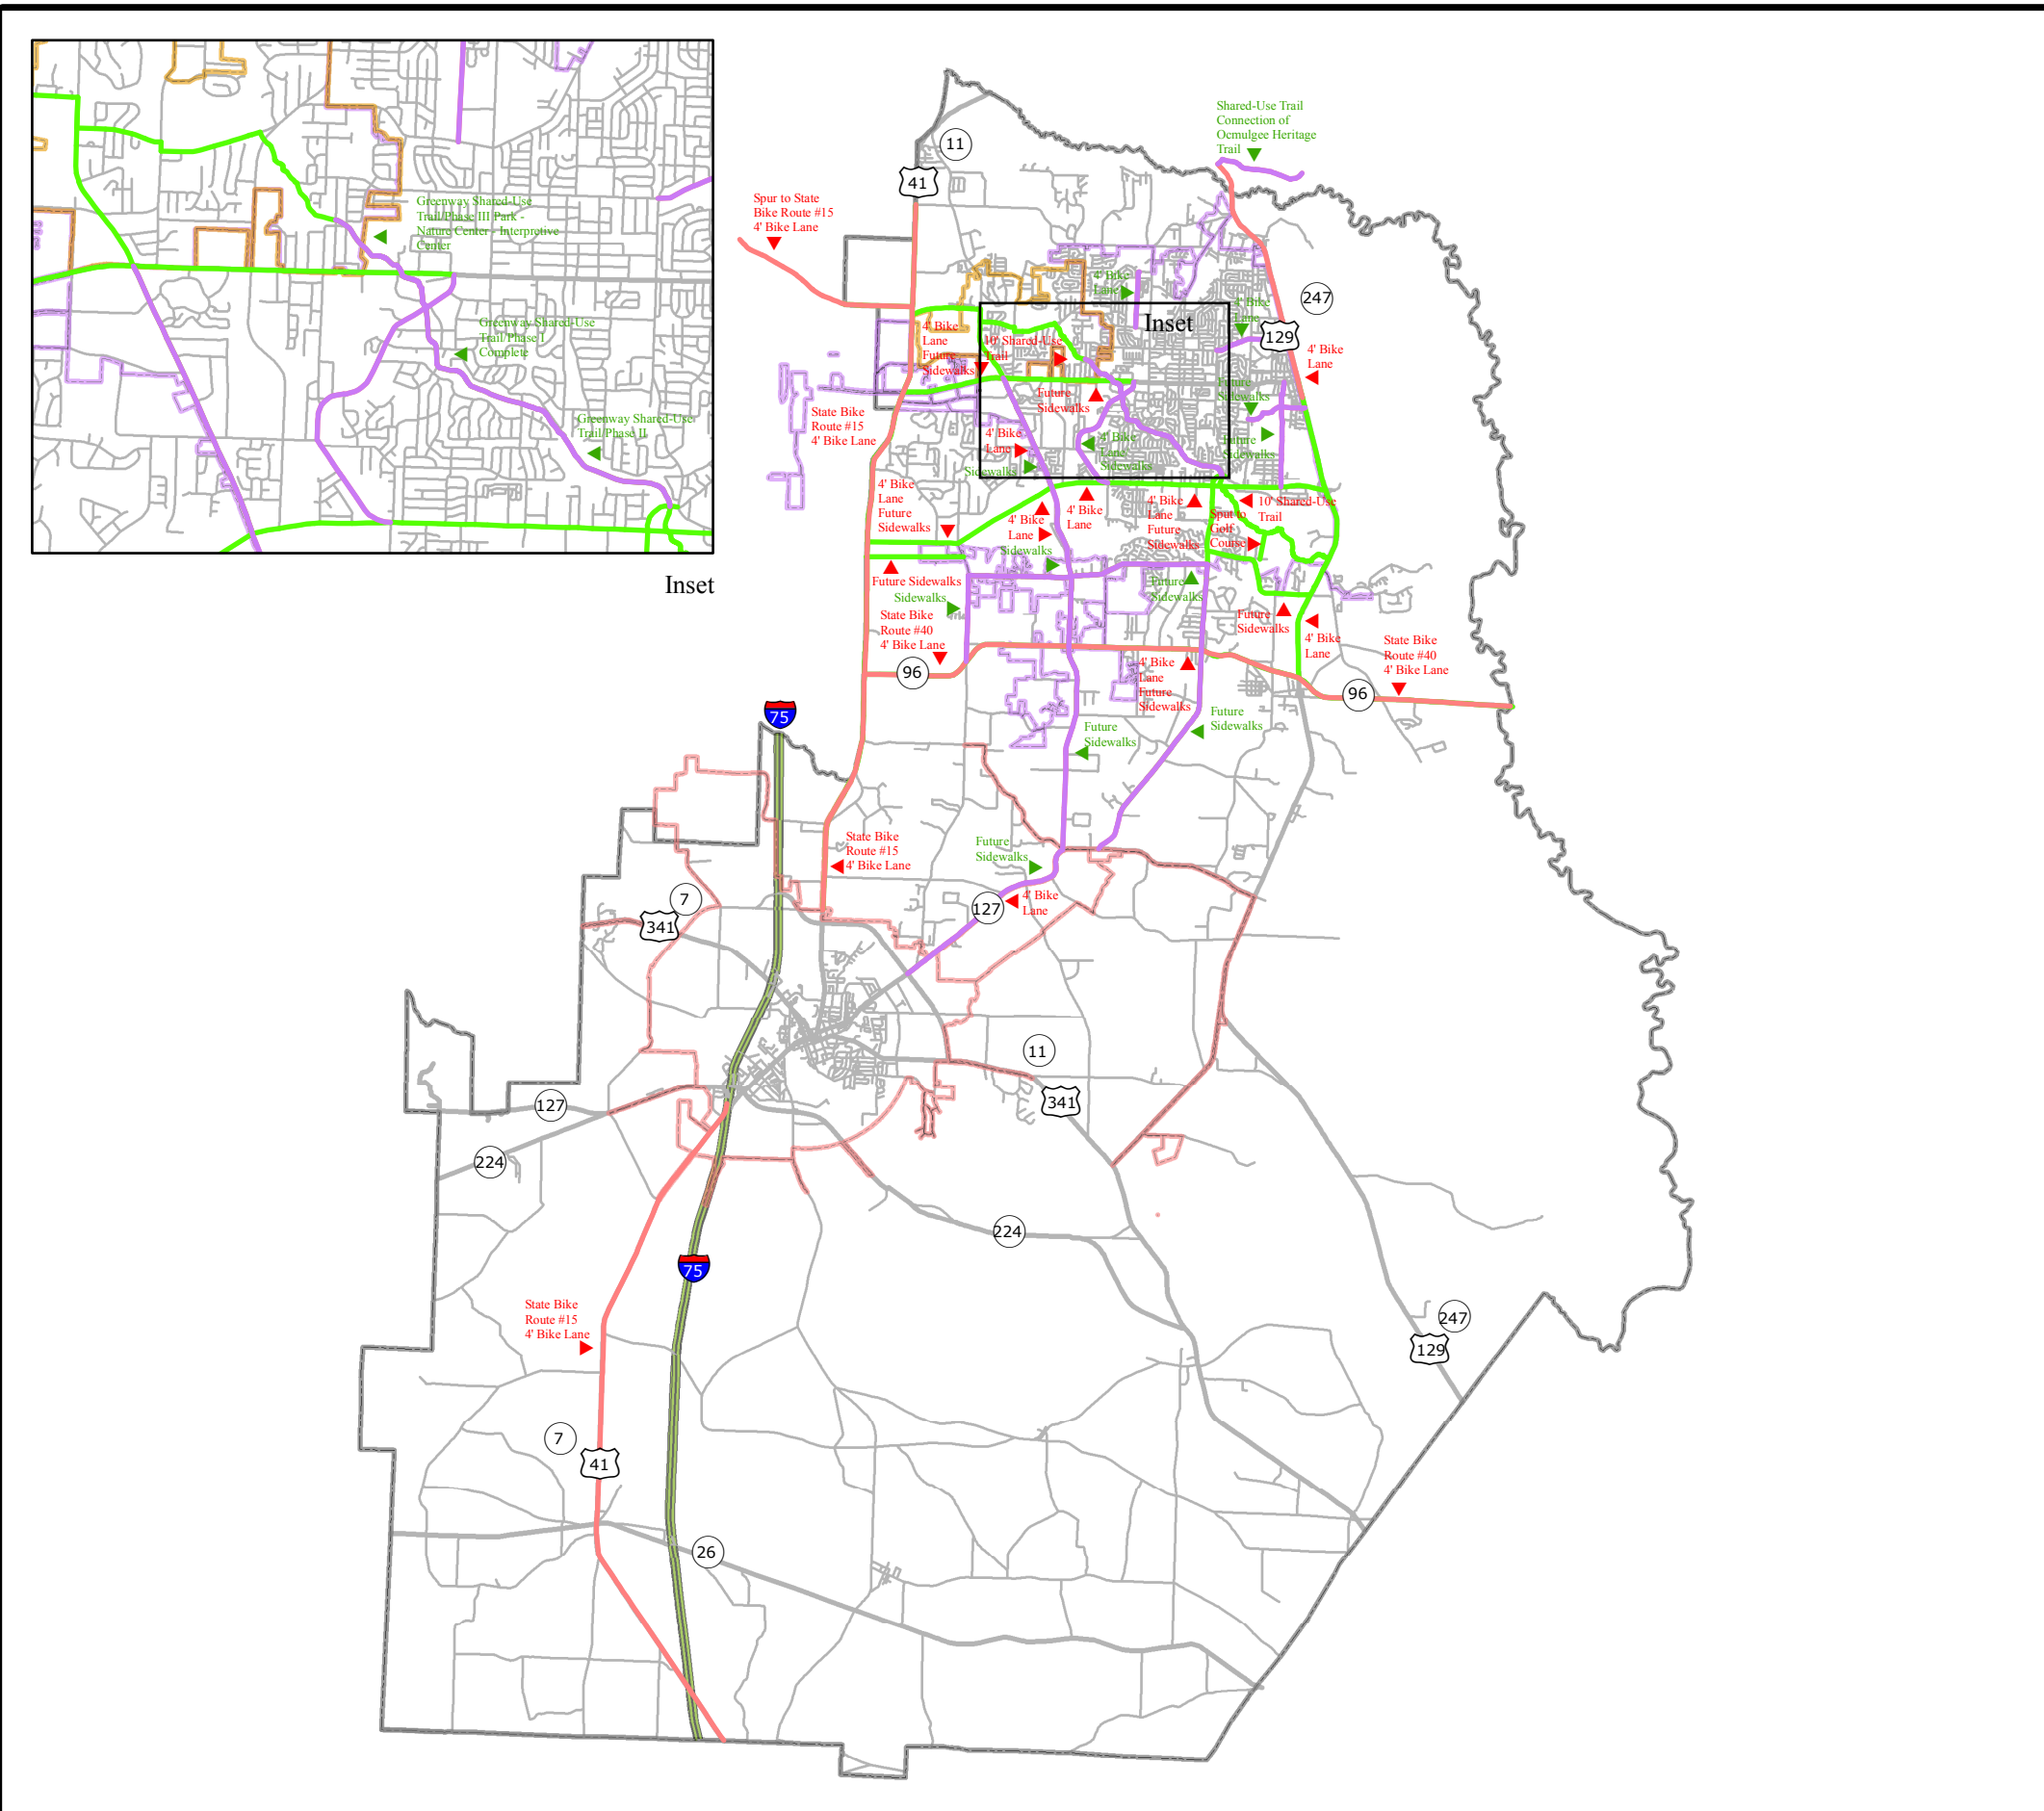 Greenway Shared-Use
Trail/Phase III Park -
Nature Center - Interpretive
Center
Greenway Shared-Use
Trail/Phase I
Complete
Greenway Shared-Use
Trail/Phase II
Inset
Shared-Use Trail
Connection of
Ocmulgee Heritage
Trail
11
41
Spur to State
Bike Route #15
4' Bike Lane
4' Bike
Lane
247
4' Bike
Lane
129
Inset
4' Bike
Lane
Future
Sidewalks
10' Shared-Use
Trail
4' Bike
Lane
Future
Sidewalks
Future
Sidewalks
State Bike
Route #15
4' Bike Lane
4' Bike
Lane
Sidewalks
4' Bike
Lane
Sidewalks
Future
Sidewalks
4' Bike
Lane
Future
Sidewalks
4' Bike
Lane
4' Bike
Lane
Sidewalks
4' Bike
Lane
Future
Sidewalks
Spur to
Golf
Course
10' Shared-Use
Trail
Future Sidewalks
Sidewalks
Future
Sidewalks
State Bike
Route #40
4' Bike Lane
Future
Sidewalks
4' Bike
Lane
State Bike
Route #40
4' Bike Lane
96
4' Bike
Lane
Future
Sidewalks
96
75
Future
Sidewalks
Future
Sidewalks
State Bike
Route #15
4' Bike Lane
Future
Sidewalks
7
341
127
4' Bike
Lane
11
341
127
224
224
75
State Bike
Route #15
4' Bike Lane
247
129
7
41
26